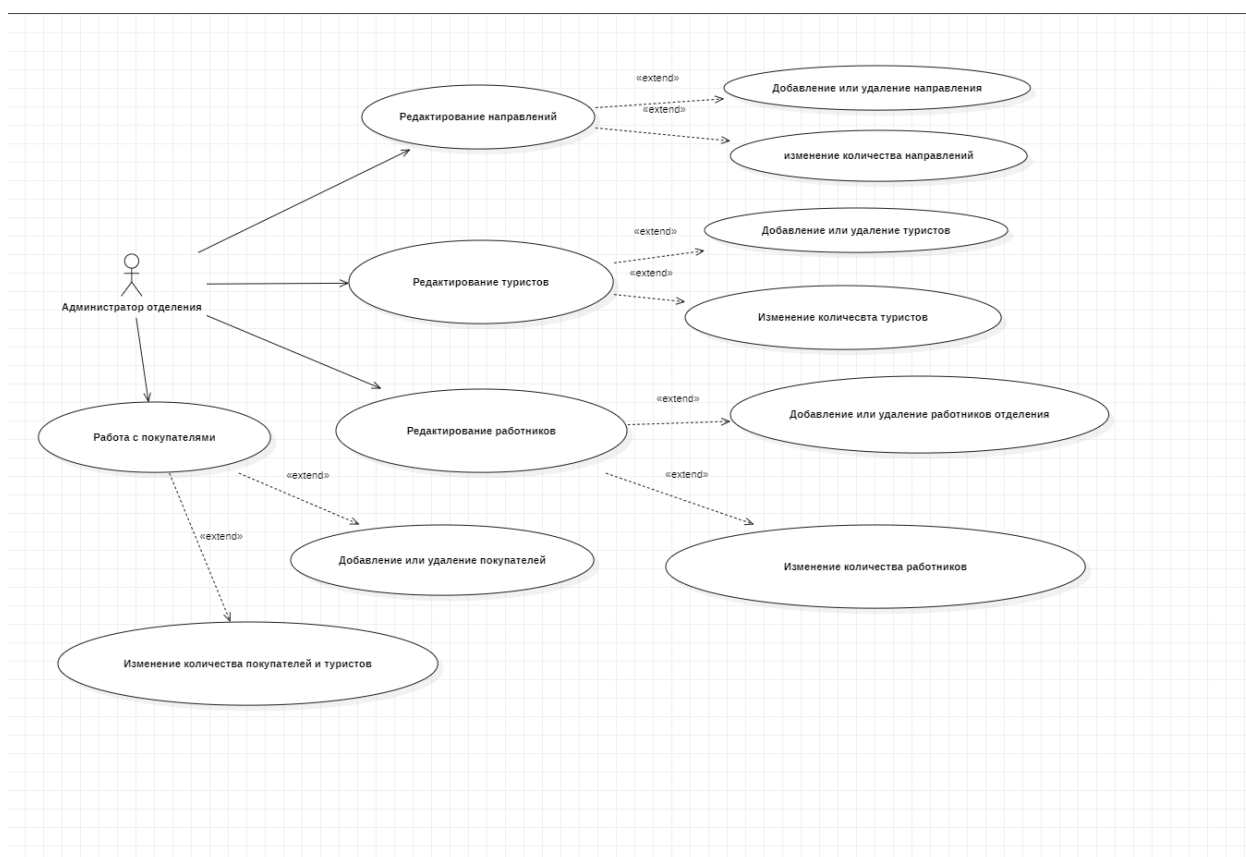 «extend»
Добавление или удаление направления
Редактирование направлений
«extend»
изменение количества направлений
«extend»
Добавление или удаление туристов
Редактирование туристов
«extend»
Изменение количесвта туристов
Администратор отделения
«extend»
Добавление или удаление работников отделения
Редактирование работников
Работа с покупателями
«extend»
«extend»
«extend»
Добавление или удаление покупателей
Изменение количества работников
Изменение количества покупателей и туристов